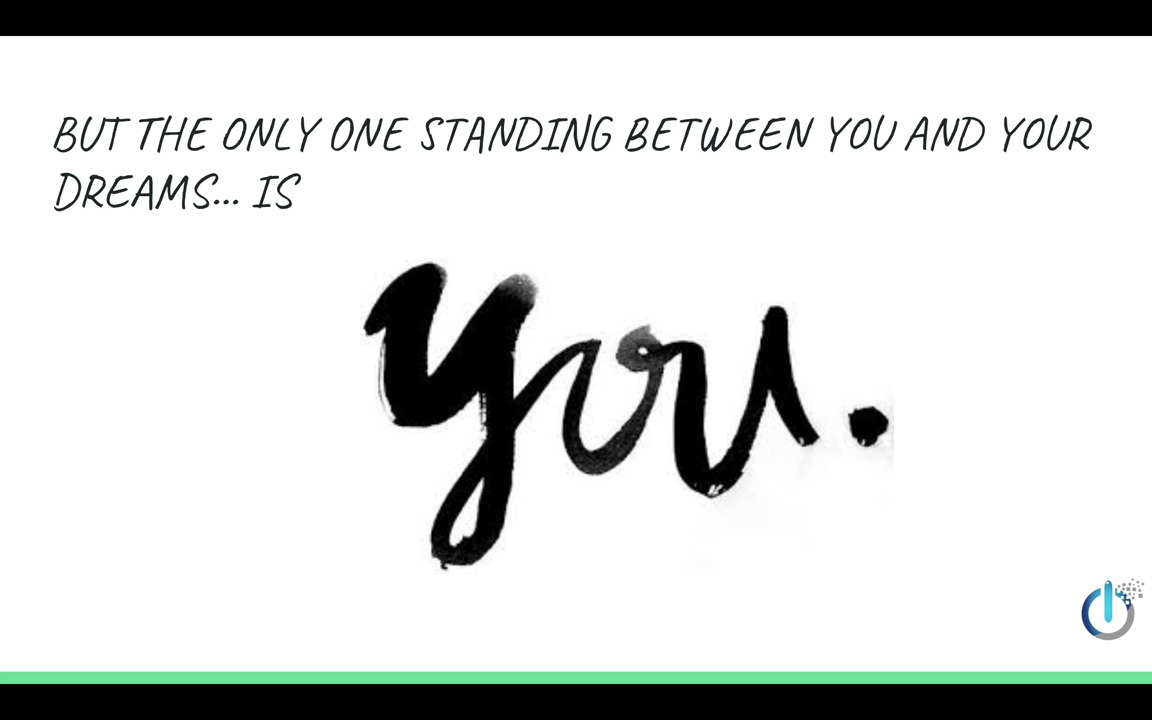 BUT THE ONLY ONE STANDING BETWEEN YOU AND YOUR
DREAMS... IS
you.